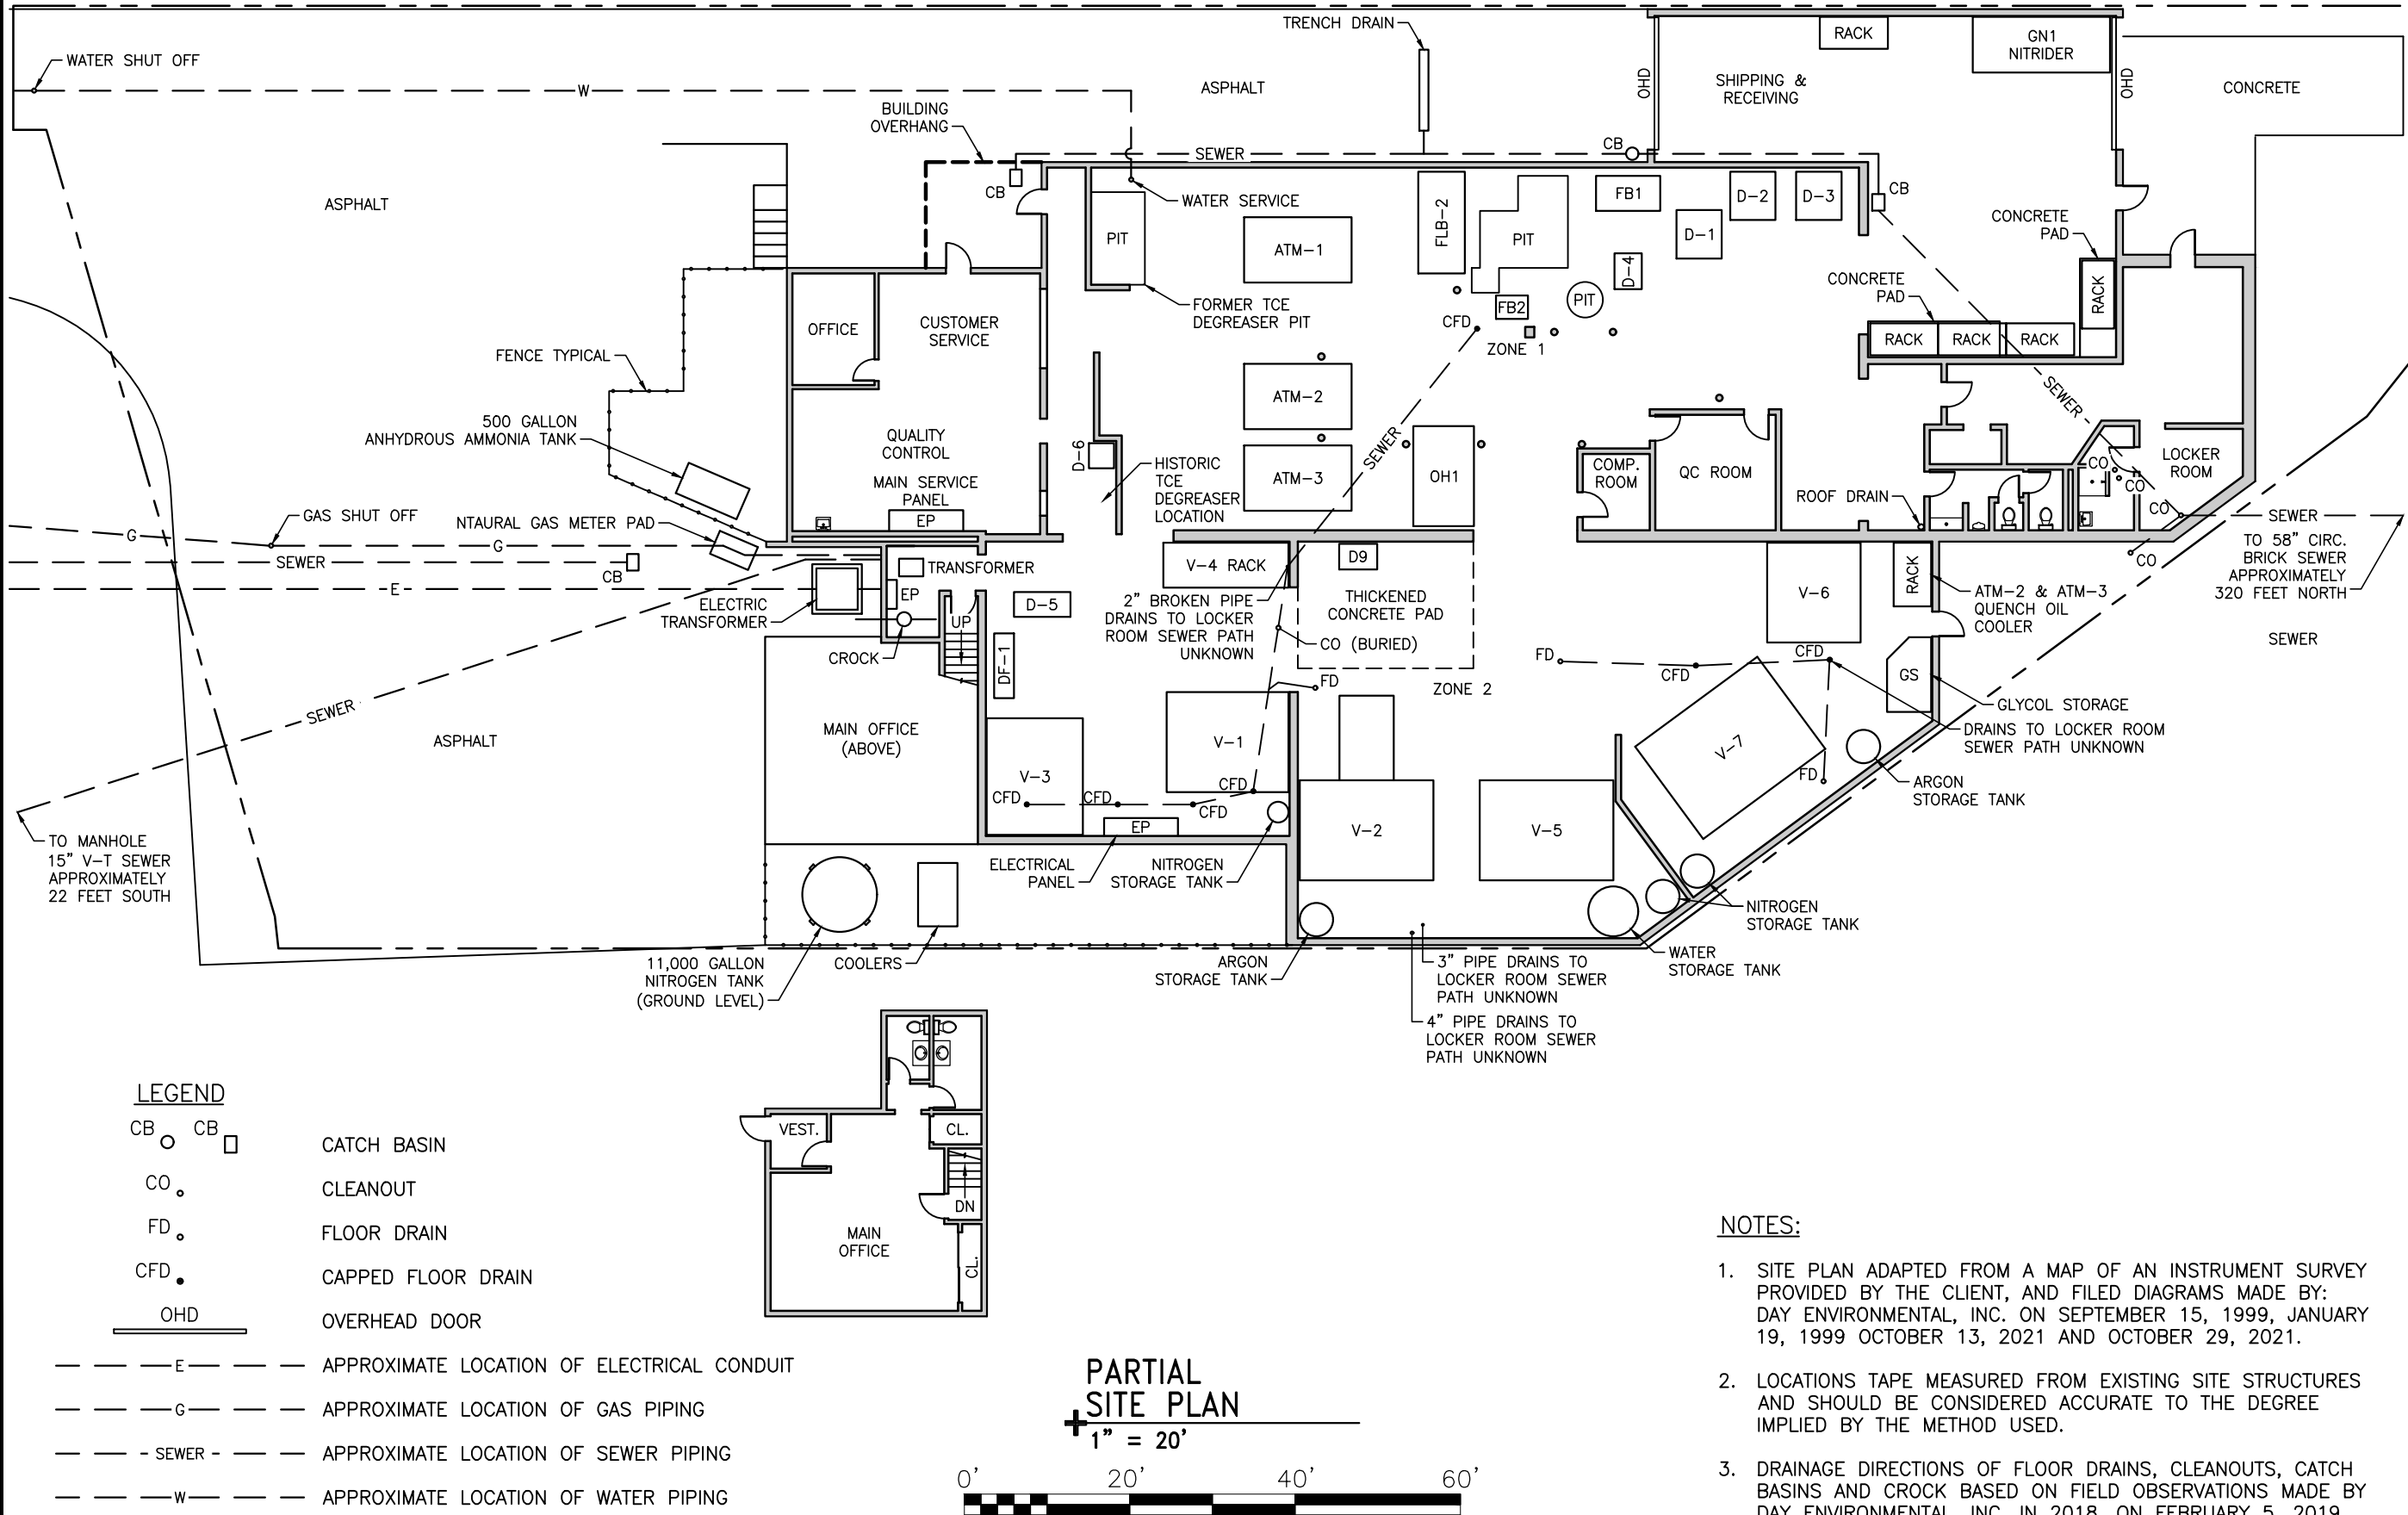 TRENCH DRAIN
RACK
GN1
NITRIDER
WATER SHUT OFF
W
ASPHALT
OHD
SHIPPING &
RECEIVING
OHD
CONCRETE
BUILDING
OVERHANG
SEWER
CB
CB
CB
ASPHALT
WATER SERVICE
PIT
ATM-1
FLB-2
PIT
FB1
D-2
D-3
D-1
D-4
CONCRETE
PAD
CONCRETE
PAD
RACK
FORMER TCE
DEGREASER PIT
FB2
PIT
CFD
ZONE 1
RACK
RACK
RACK
OFFICE
CUSTOMER
SERVICE
FENCE TYPICAL
500 GALLON
ANHYDROUS AMMONIA TANK
ATM-2
SEWER
SEWER
QUALITY
CONTROL
D-6
HISTORIC
TCE
DEGREASER
LOCATION
ATM-3
OH1
COMP.
ROOM
QC ROOM
ROOF DRAIN
CO
CO
CO
LOCKER
ROOM
MAIN SERVICE
PANEL
EP
GAS SHUT OFF
NTAURAL GAS METER PAD
G
G
SEWER
CB
E
SEWER
TO 58" CIRC.
BRICK SEWER
APPROXIMATELY
320 FEET NORTH
SEWER
CO
TRANSFORMER
EP
UP
ELECTRIC
TRANSFORMER
CROCK
D-5
DF-1
V-4 RACK
D9
2" BROKEN PIPE
DRAINS TO LOCKER
ROOM SEWER PATH
UNKNOWN
THICKENED
CONCRETE PAD
CO (BURIED)
V-6
RACK
ATM-2 & ATM-3
QUENCH OIL
COOLER
FD
CFD
CFD
GS
FD
ZONE 2
GLYCOL STORAGE
DRAINS TO LOCKER ROOM
SEWER PATH UNKNOWN
SEWER
ASPHALT
MAIN OFFICE
(ABOVE)
V-3
V-1
V-7
FD
CFD
CFD
CFD
CFD
EP
V-2
V-5
ARGON
STORAGE TANK
TO MANHOLE
15" V-T SEWER
APPROXIMATELY
22 FEET SOUTH
ELECTRICAL
PANEL
NITROGEN
STORAGE TANK
NITROGEN
STORAGE TANK
11,000 GALLON
NITROGEN TANK
(GROUND LEVEL)
COOLERS
ARGON
STORAGE TANK
3" PIPE DRAINS TO
LOCKER ROOM SEWER
PATH UNKNOWN
4" PIPE DRAINS TO
LOCKER ROOM SEWER
PATH UNKNOWN
WATER
STORAGE TANK
VEST.
CL.
DN
MAIN
OFFICE
CL.
LEGEND
CB CB CATCH BASIN
CO CLEANOUT
FD FLOOR DRAIN
CFD CAPPED FLOOR DRAIN
OHD OVERHEAD DOOR
E APPROXIMATE LOCATION OF ELECTRICAL CONDUIT
G APPROXIMATE LOCATION OF GAS PIPING
SEWER APPROXIMATE LOCATION OF SEWER PIPING
W APPROXIMATE LOCATION OF WATER PIPING
PARTIAL
SITE PLAN
1" = 20'
0' 20' 40' 60'
NOTES:
1. SITE PLAN ADAPTED FROM A MAP OF AN INSTRUMENT SURVEY
PROVIDED BY THE CLIENT, AND FILED DIAGRAMS MADE BY:
DAY ENVIRONMENTAL, INC. ON SEPTEMBER 15, 1999, JANUARY
19, 1999 OCTOBER 13, 2021 AND OCTOBER 29, 2021.
2. LOCATIONS TAPE MEASURED FROM EXISTING SITE STRUCTURES
AND SHOULD BE CONSIDERED ACCURATE TO THE DEGREE
IMPLIED BY THE METHOD USED.
3. DRAINAGE DIRECTIONS OF FLOOR DRAINS, CLEANOUTS, CATCH
BASINS AND CROCK BASED ON FIELD OBSERVATIONS MADE BY
DAY ENVIRONMENTAL, INC. IN 2018, ON FEBRUARY 5, 2019